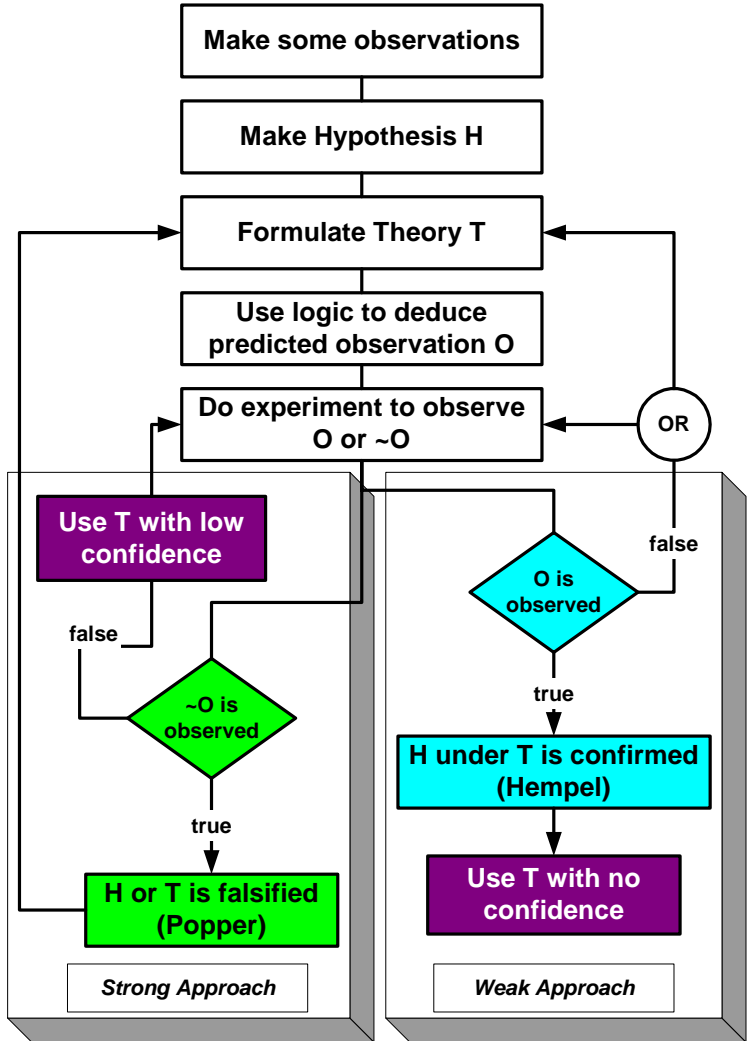 Make some observations
Make Hypothesis H
Formulate Theory T
Use logic to deduce
predicted observation O
Do experiment to observe
O or ~O
OR
Use T with low
confidence
false
~O is
observed
true
H or T is falsified
(Popper)
Strong Approach
false
O is
observed
true
H under T is confirmed
(Hempel)
Use T with no
confidence
Weak Approach